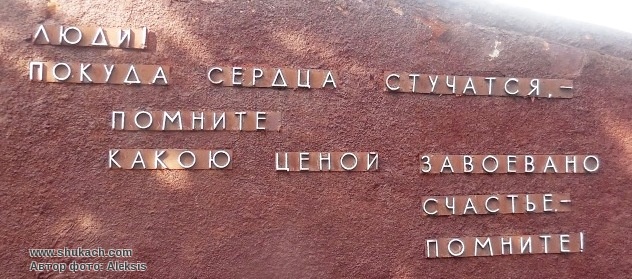 ЛЮДИ!
ПОКУДА СЕРДЦА СТУЧАТСЯ,–
ПОМНИТЕ
КАКОЮ ЦЕНОЙ ЗАВОЕВАНО
СЧАСТЬЕ,–
ПОМНИТЕ!
www.shukach.com
Автор фото: Aleksis